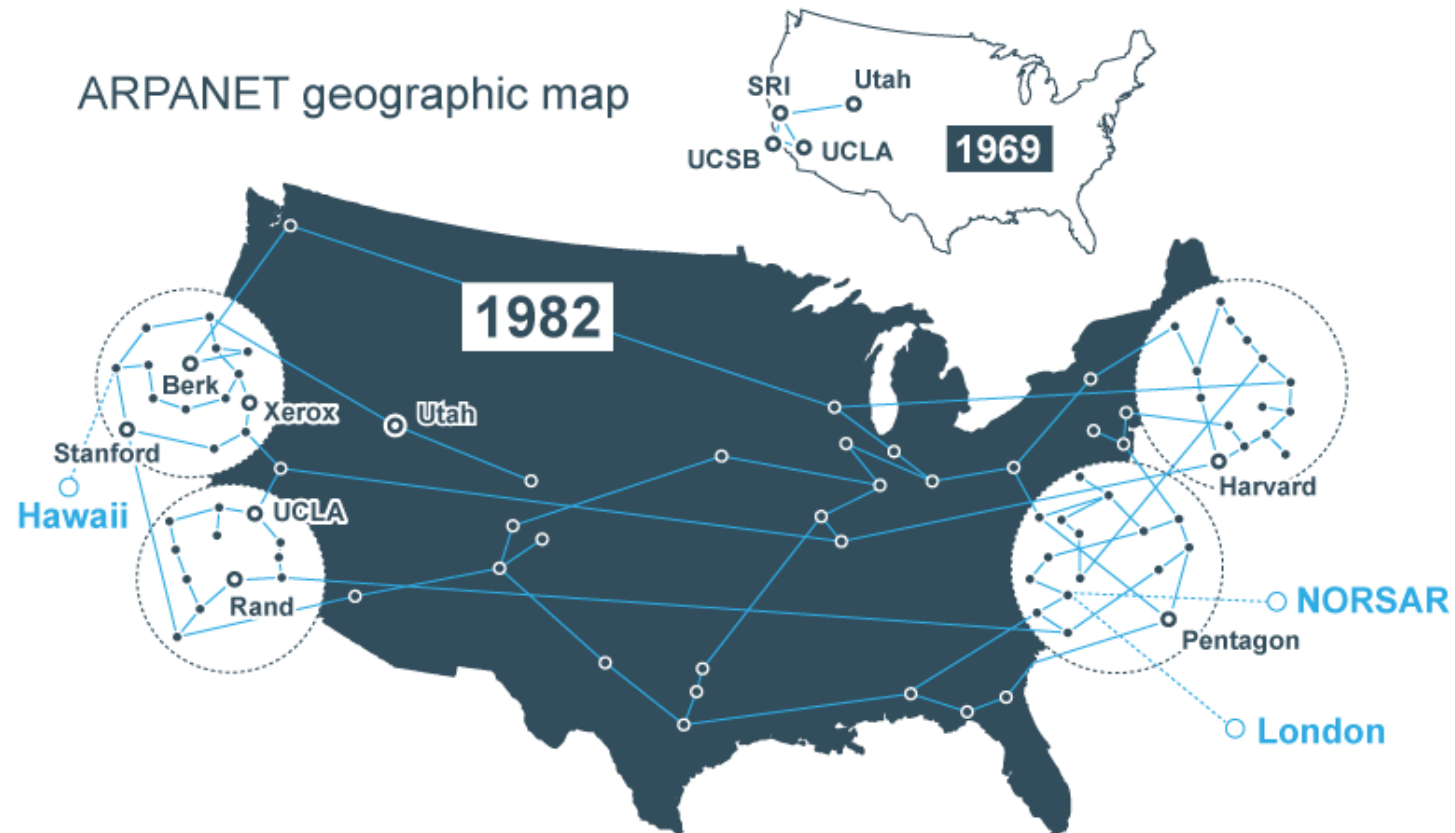 ARPANET geographic map
SRI
Utah
UCSB
UCLA
1969
1982
Berk
Xerox
Utah
Stanford
Hawaii
UCLA
Rand
Harvard
NORSAR
Pentagon
London